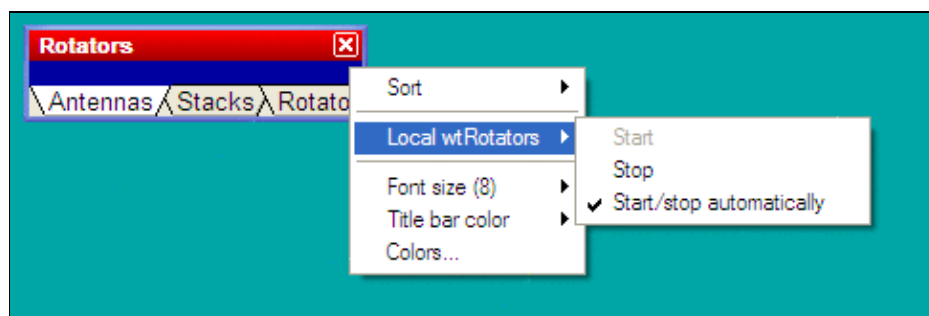 Rotators
Antennas Stacks Rotato
Sort
Local wtRotators
Font size (8)
Title bar color
Colors...
Start
Stop
Start/stop automatically